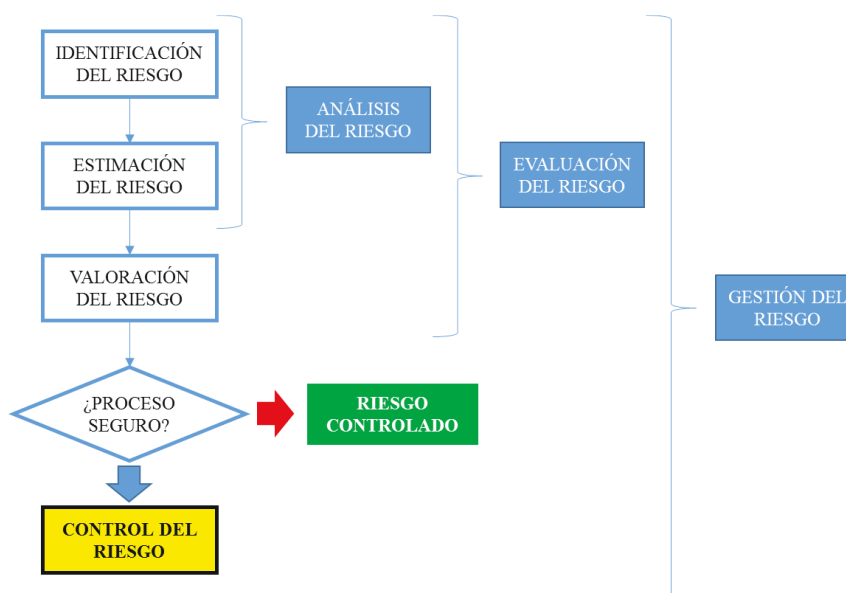 IDENTIFICACIÓN
DEL RIESGO
ANÁLISIS
DEL RIESGO
ESTIMACIÓN
DEL RIESGO
EVALUACIÓN
DEL RIESGO
VALORACIÓN
DEL RIESGO
GESTIÓN DEL
RIESGO
¿PROCESO
SEGURO?
RIESGO
CONTROLADO
CONTROL DEL
RIESGO